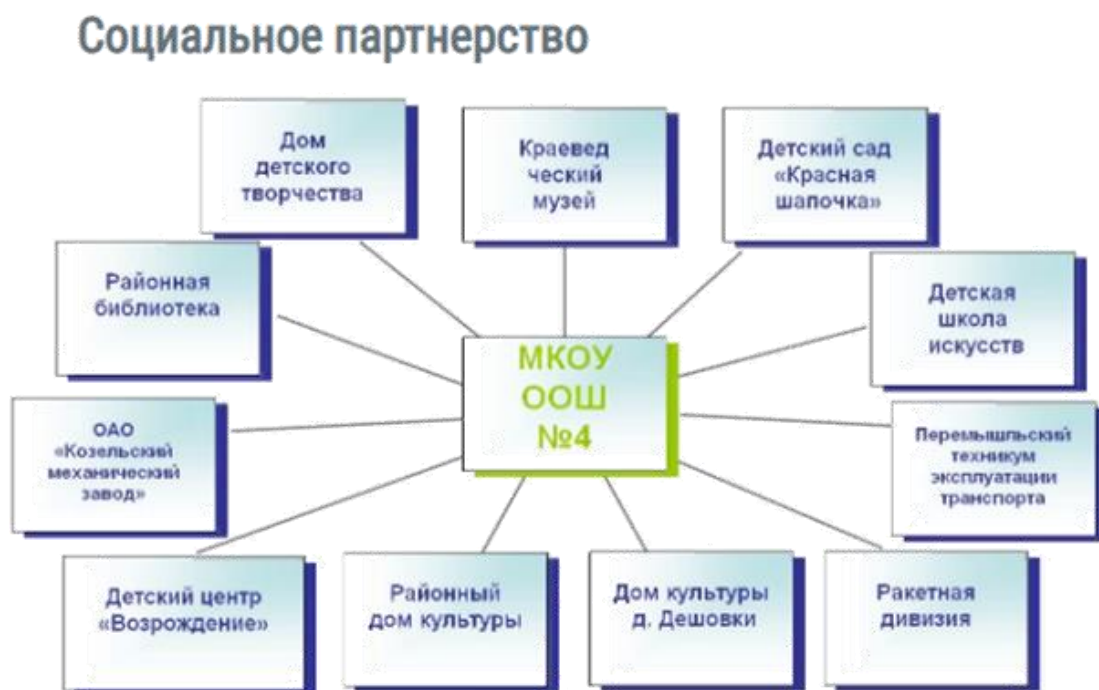 Социальное партнерство
Дом
детского
творчества
Краевед
ческий
музей
Детский сад
«Красная
шапочка»
Районная
библиотека
Детская
школа
искусств
МКОУ
ООШ
№4
ОАО
«Козельский
механический
завод»
Перемышльский
техникум
эксплуатации
транспорта
Детский центр
«Возрождение»
Районный
дом культуры
Дом культуры
д. Дешовки
Ракетная
дивизия